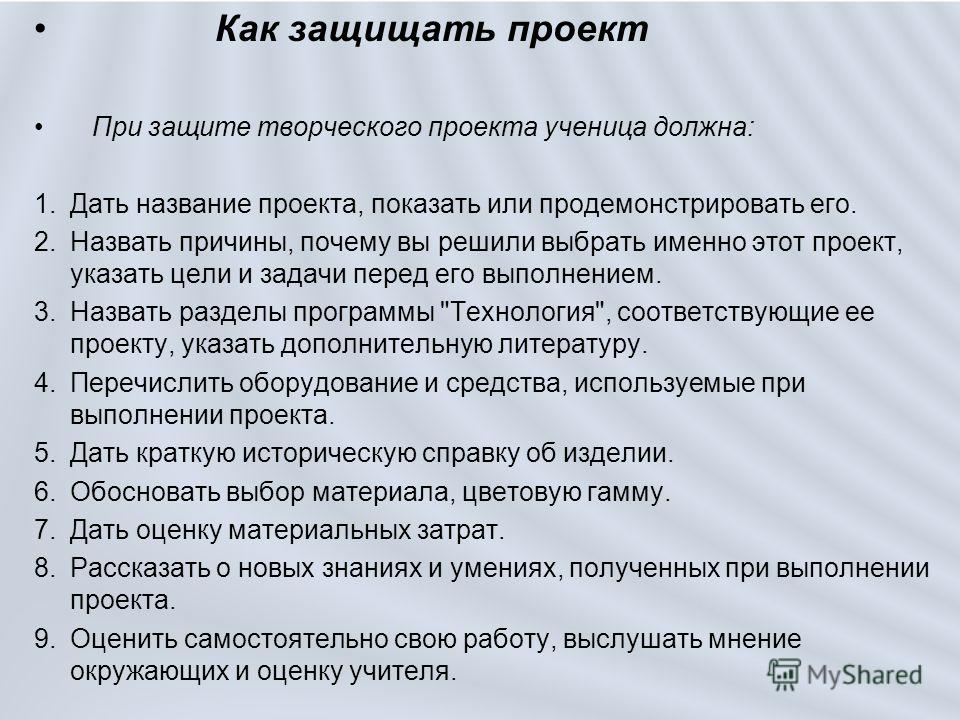 • Как защищать проект
• При защите творческого проекта ученица должна:
1. Дать название проекта, показать или продемонстрировать его.
2. Назвать причины, почему вы решили выбрать именно этот проект,
указать цели и задачи перед его выполнением.
3. Назвать разделы программы "Технология", соответствующие ее
проекту, указать дополнительную литературу.
4. Перечислить оборудование и средства, используемые при
выполнении проекта.
5. Дать краткую историческую справку об изделии.
6. Обосновать выбор материала, цветовую гамму.
7. Дать оценку материальных затрат.
8. Рассказать о новых знаниях и умениях, полученных при выполнении
проекта.
9. Оценить самостоятельно свою работу, выслушать мнение
окружающих и оценку учителя.
MyShared